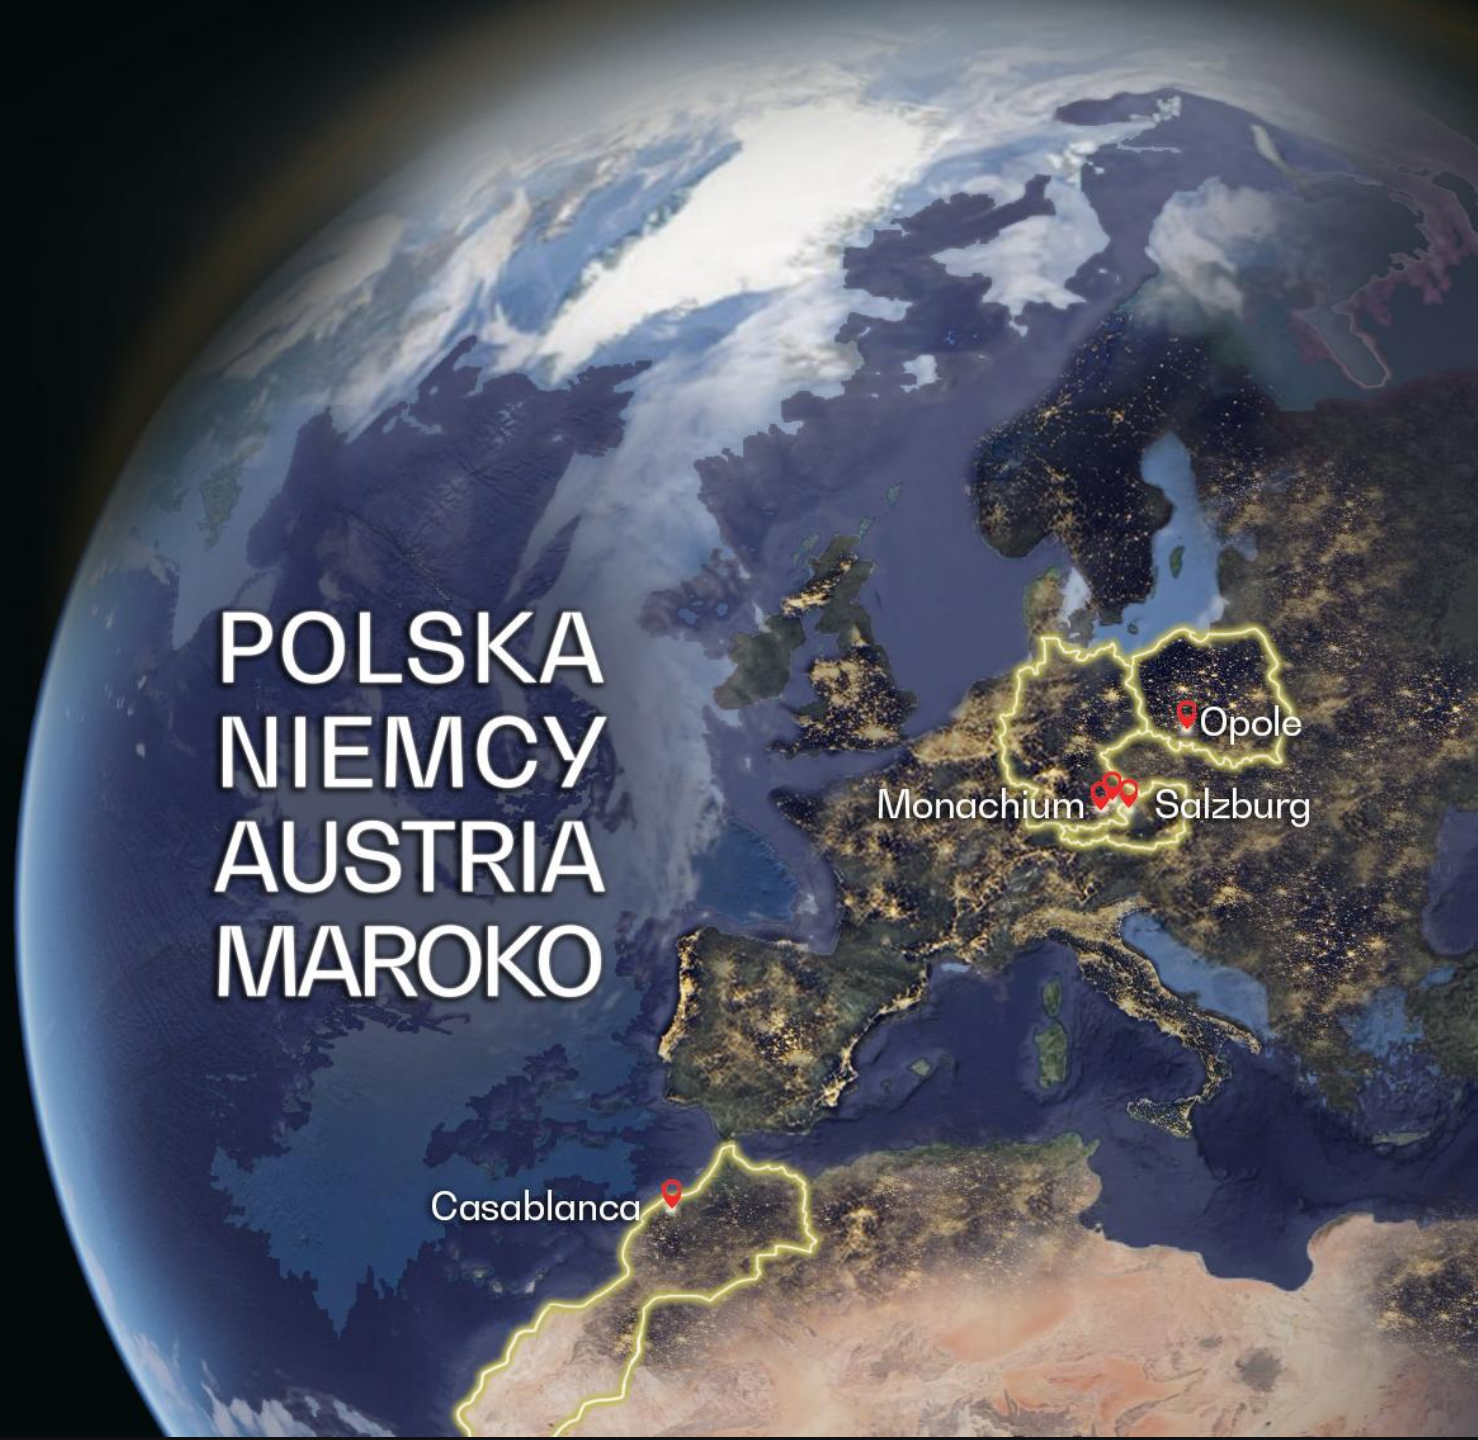 POLSKA
NIEMCY
AUSTRIA
MAROKO
Opole
Monachium
Salzburg
Casablanca